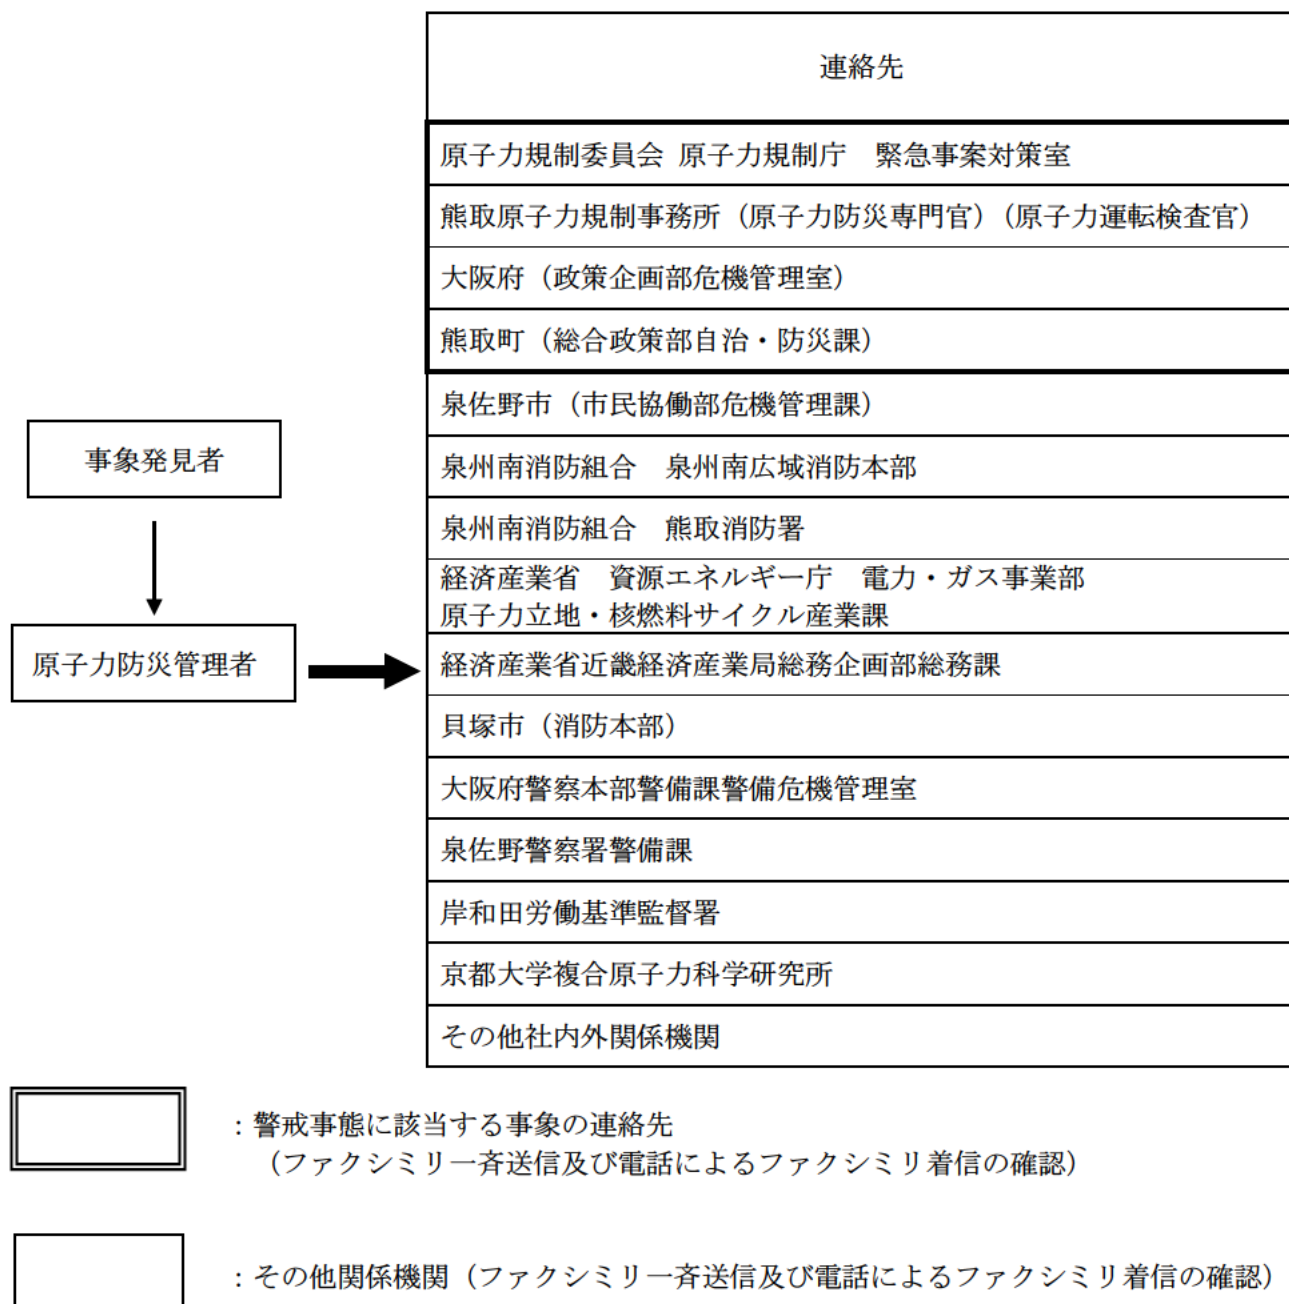 連絡先
原子力規制委員会 原子力規制庁　緊急事案対策室
熊取原子力規制事務所（原子力防災専門官）（原子力運転検査官）
大阪府（政策企画部危機管理室）
熊取町（総合政策部自治・防災課）
泉佐野市（市民協働部危機管理課）
泉州南消防組合　泉州南広域消防本部
泉州南消防組合　熊取消防署
経済産業省　資源エネルギー庁　電力・ガス事業部
原子力立地・核燃料サイクル産業課
経済産業省近畿経済産業局総務企画部総務課
貝塚市（消防本部）
大阪府警察本部警備課警備危機管理室
泉佐野警察署警備課
岸和田労働基準監督署
京都大学複合原子力科学研究所
その他社内外関係機関
事象発見者
原子力防災管理者
：警戒事態に該当する事象の連絡先
（ファクシミリ一斉送信及び電話によるファクシミリ着信の確認）
：その他関係機関（ファクシミリ一斉送信及び電話によるファクシミリ着信の確認）